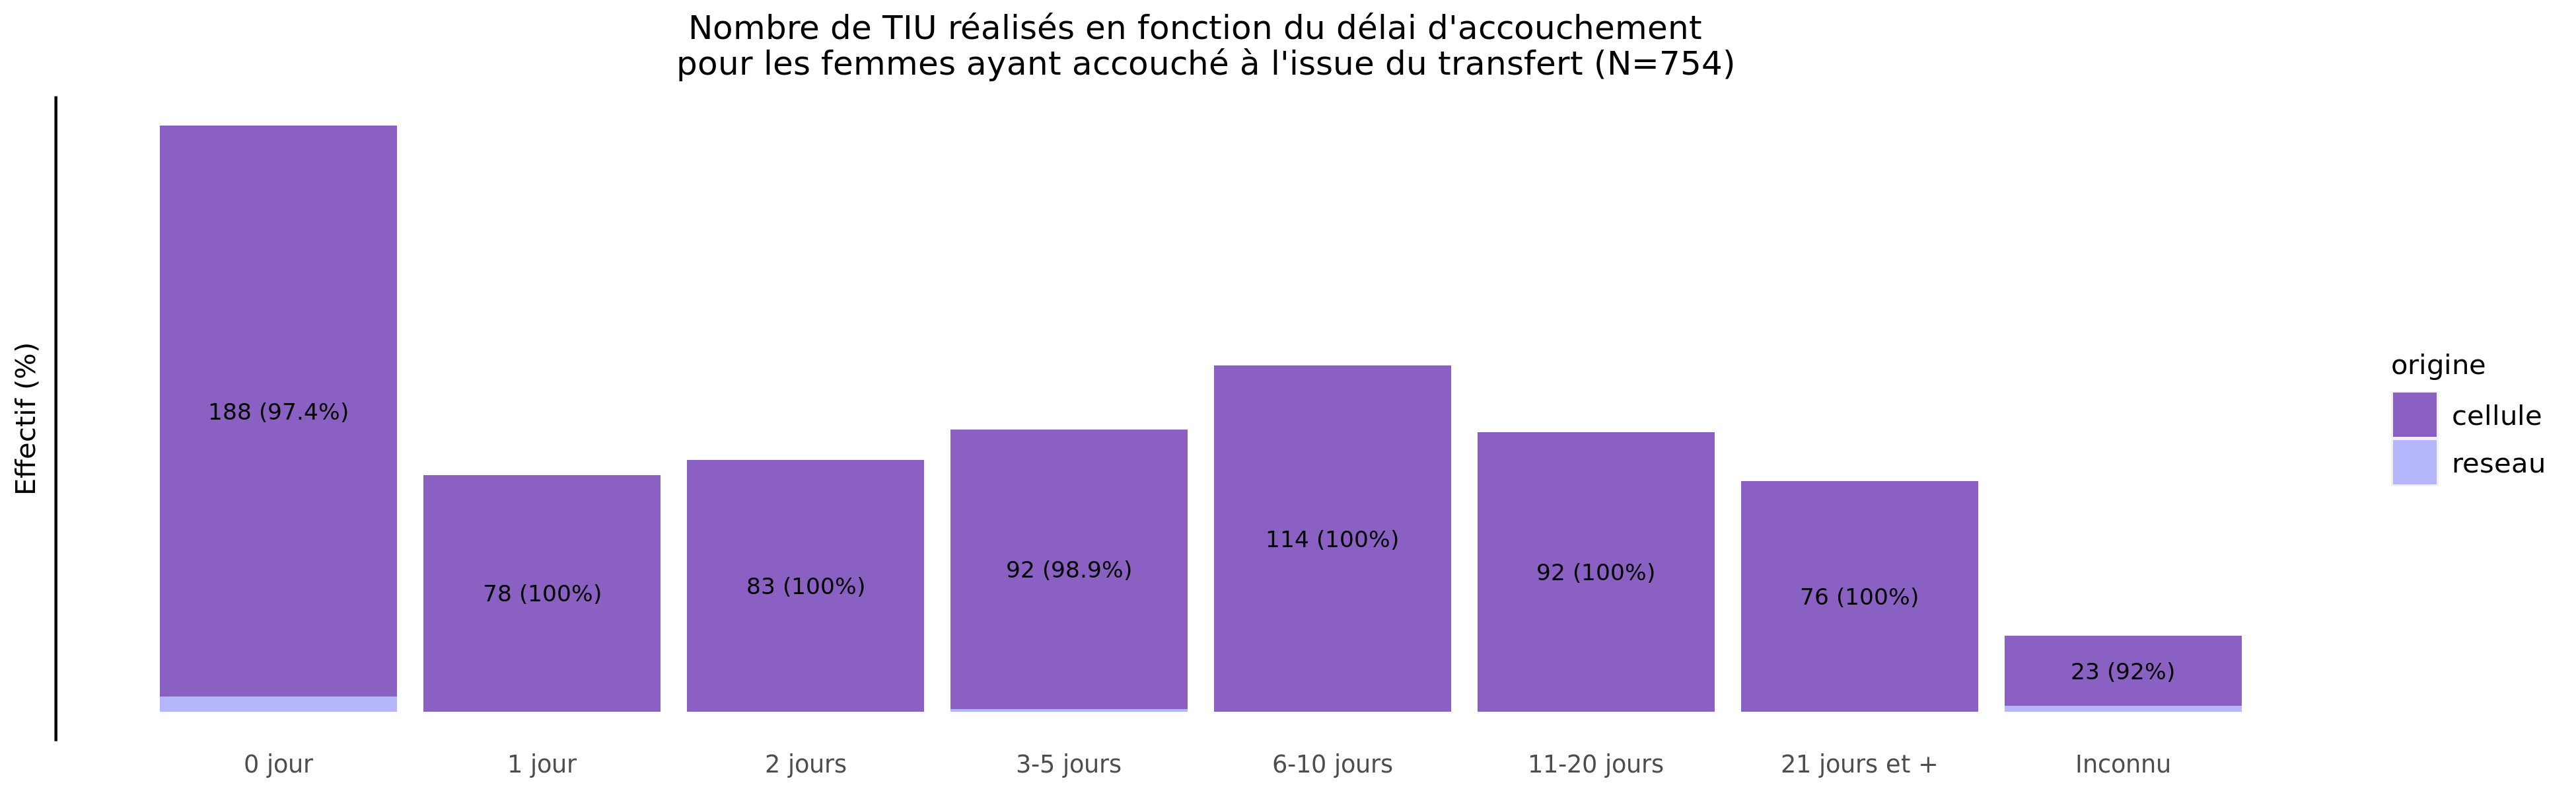 Nombre de TIU réalisés en fonction du délai d'accouchement
pour les femmes ayant accouché à l'issue du transfert (N=754)
Effectif (%)
188 (97.4%)
78 (100%)
83 (100%)
92 (98.9%)
114 (100%)
92 (100%)
76 (100%)
23 (92%)
0 jour
1 jour
2 jours
3-5 jours
6-10 jours
11-20 jours
21 jours et +
Inconnu
origine
cellule
reseau